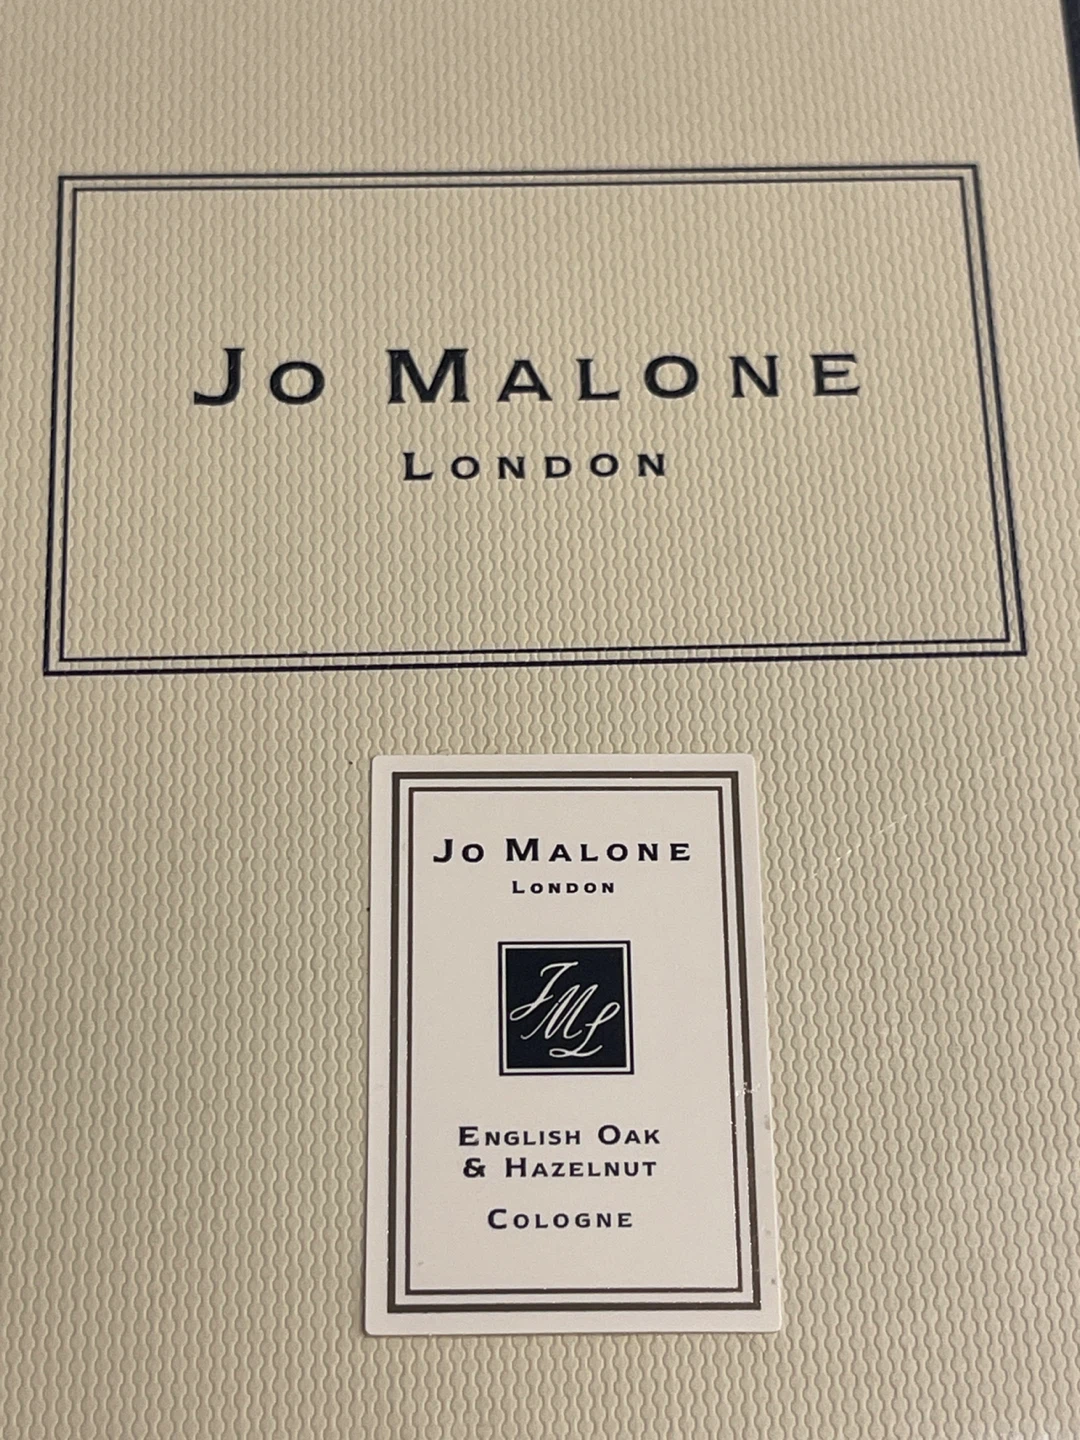 JO MALONE
LONDON
JO MALONE
LONDON
JML
ENGLISH OAK
& HAZELNUT
COLOGNE